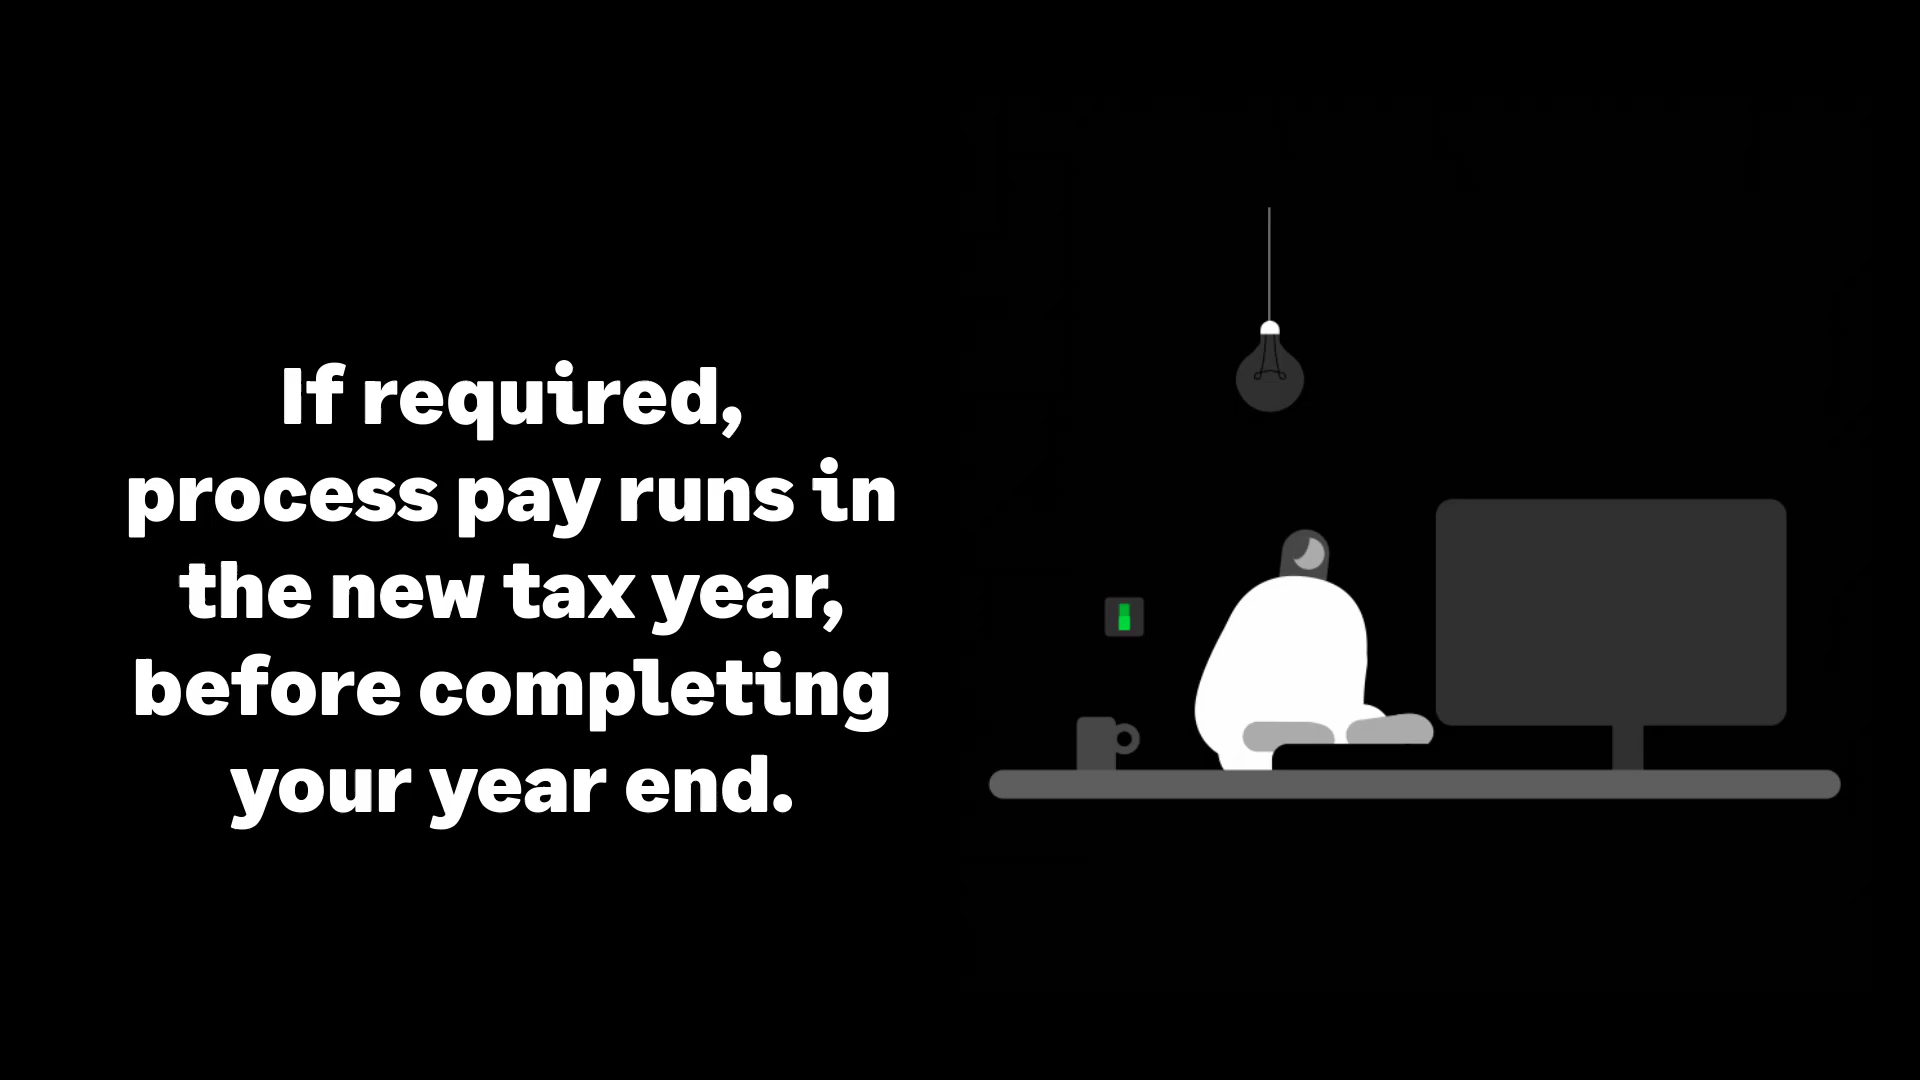 If required,
process pay runs in
the new tax year,
before completing
your year end.